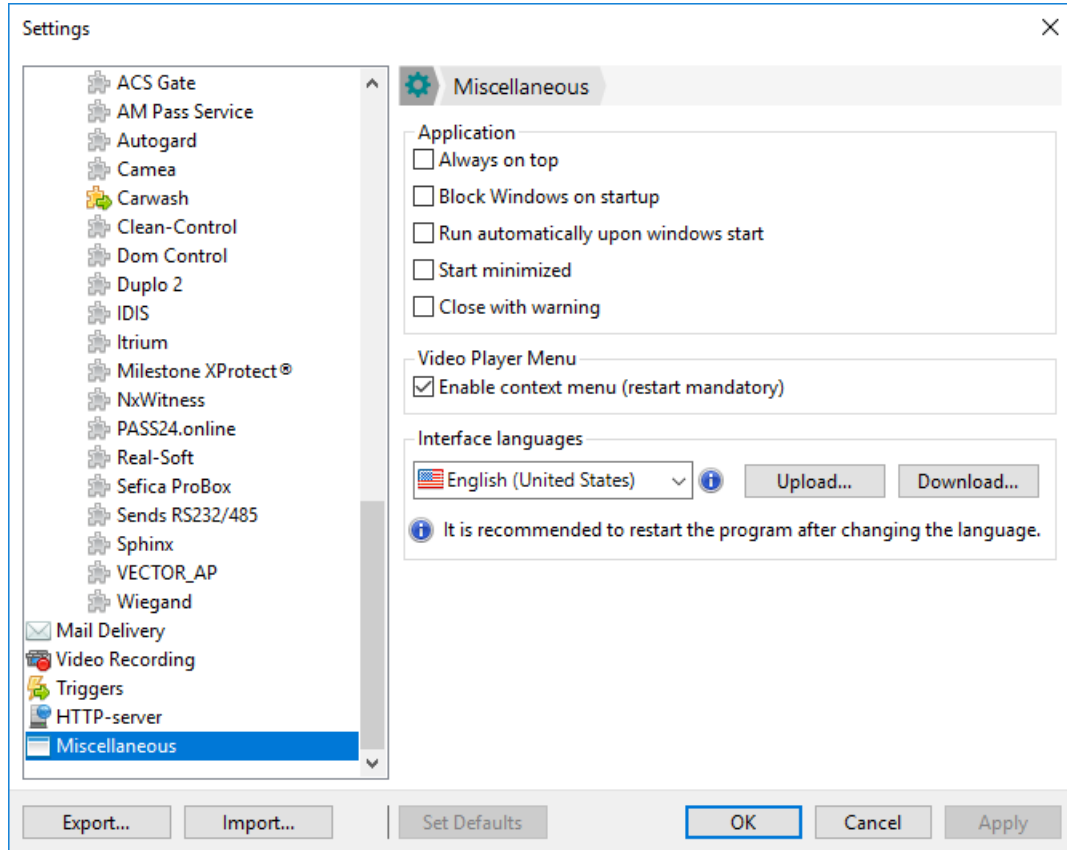 Settings
ACS Gate
AM Pass Service
Autogard
Camea
Carwash
Clean-Control
Dom Control
Duplo 2
IDIS
Itrium
Milestone XProtect®
NxWitness
PASS24.online
Real-Soft
Sefica ProBox
Sends RS232/485
Sphinx
VECTOR_AP
Wiegand
Mail Delivery
Video Recording
Triggers
HTTP-server
Miscellaneous
Miscellaneous
Application
Always on top
Block Windows on startup
Run automatically upon windows start
Start minimized
Close with warning
Video Player Menu
Enable context menu (restart mandatory)
Interface languages
English (United States)
Upload...
Download...
It is recommended to restart the program after changing the language.
Export...
Import...
Set Defaults
OK
Cancel
Apply